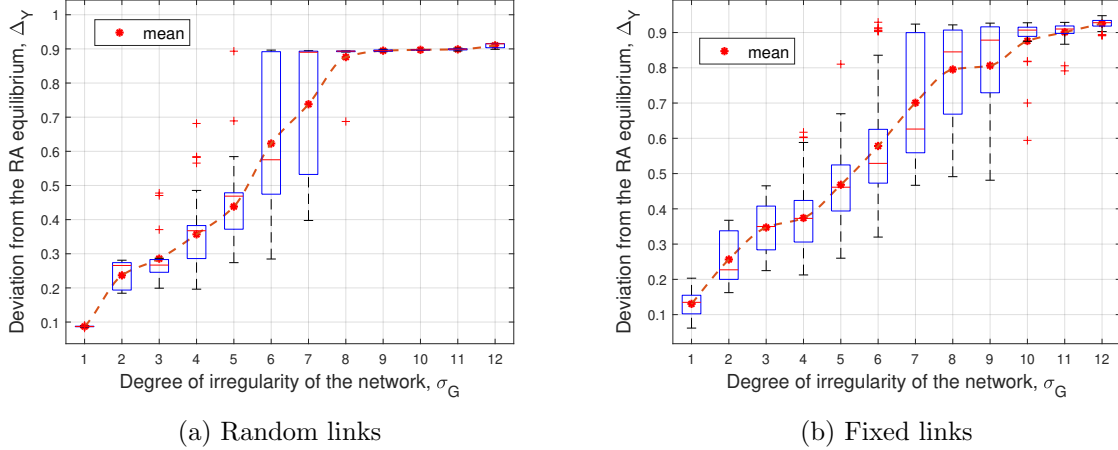 mean
Deviation from the RA equilibrium, Δ_Y
1
0.9
0.8
0.7
0.6
0.5
0.4
0.3
0.2
0.1
1 2 3 4 5 6 7 8 9 10 11 12
Degree of irregularity of the network, σ_G
(a) Random links
mean
Deviation from the RA equilibrium, Δ_Y
0.9
0.8
0.7
0.6
0.5
0.4
0.3
0.2
0.1
1 2 3 4 5 6 7 8 9 10 11 12
Degree of irregularity of the network, σ_G
(b) Fixed links